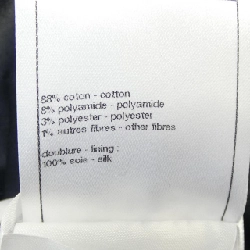 88% coton - cotton
8% polyamide - polyamide
3% polyester - polyester
1% autres fibres - other fibres
doublure - lining :
100% soie - silk